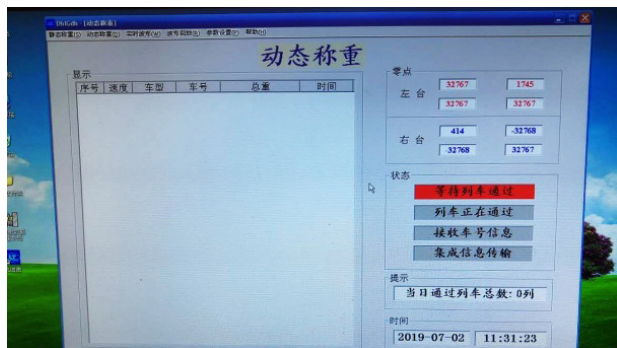 动态称重
显示
序号 速度 车型 车号 总重 时间
零点
左 台
32767 1745
32767 32767
右 台
414 -32768
-32768 32767
状态
等待列车通过
列车正在通过
接收车号信息
集成信息传输
提示
当日通过列车总数: 0列
时间
2019-07-02 11:31:23